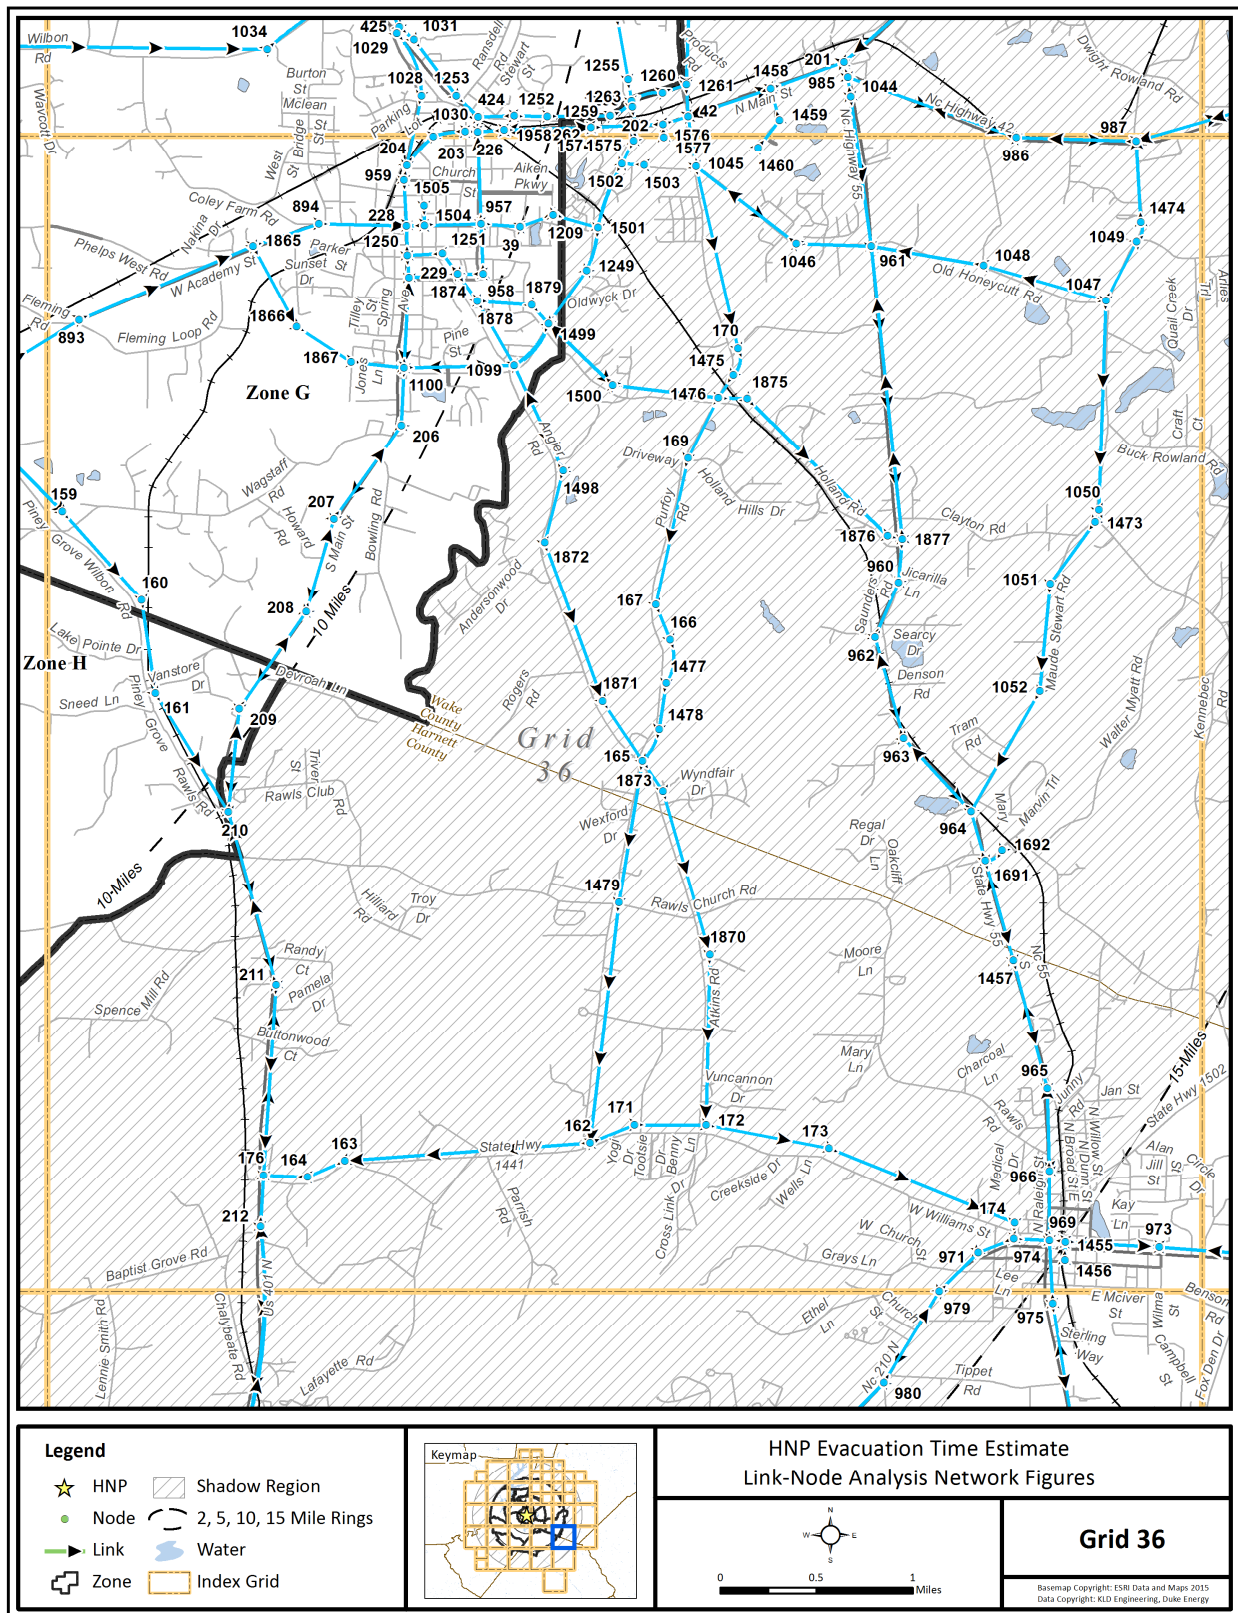 1034
425
1031
1029
Wilbon
Rd
Ransdell
Rd
Stewart
St
Products
Rd
1255
1260
1261
1458
201
985
1044
Dwight Rowland
Rd
Burton
St
Mclean
St
1028
1253
Parking
Lot
424
1252
1259
1263
42
N Main St
1459
Nc Highway 42
987
986
1030
1958
262
202
1576
1574
1575
1577
1045
1460
Wavcott Dr
West
St
Bridge
St
204
203
226
959
Church
St
Aiken
Pkwy
1502
1503
Nc Highway 55
1505
Coley Farm Rd
894
228
1504
957
1209
1501
1474
1049
Nakina
Dr
1865
1250
1251
39
1046
961
1048
Old Honeycutt Rd
1047
Phelps West Rd
W Academy St
Parker
St
Sunset
Dr
229
1874
958
1879
1249
Oldwyck Dr
Quail Creek
Dr
Arlies
Trl
Fleming
Rd
893
Fleming Loop Rd
1866
Tilley
St
Spring
Ave
1878
Pine
St
1499
170
1867
Jones
Ln
1100
1099
1475
1500
1476
1875
Zone G
206
Angier
Rd
169
Driveway
Holland
Hills Dr
Holland Rd
Craft
Ct
Buck Rowland
Rd
159
Piney
Grove Wilbon
Rd
Wagstaff
Rd
Howard
Rd
207
S Main St
Bowling Rd
1498
Purfoy
Rd
1872
1876
1877
Clayton Rd
1050
1473
160
208
10 Miles
Andersonwood
Dr
167
960
Jicarilla
Ln
Saunders
Rd
1051
Maude Stewart Rd
Lake Pointe Dr
Zone H
166
Searcy
Dr
962
Denson
Rd
Vanstore
Dr
Sneed Ln
Piney
Grove
161
Devroah Ln
209
Rogers
Rd
1871
1477
1478
1052
Walter Myatt Rd
Kennebec
Rd
Wake
County
Harnett
County
Grid
36
165
1873
Wyndfair
Dr
963
Tram
Rd
Rawls Rd
Triver
St
Rd
Rawls Club
210
Wexford
Dr
Regal
Dr
Oakcliff
Ln
964
Mary
Marvin Trl
1692
1691
10-Miles
Hilliard
Rd
Troy
Dr
1479
Rawls Church Rd
State Hwy 55
S
Nc 55
1457
211
Randy
Ct
Pamela
Dr
1870
Atkins Rd
Moore
Ln
Spence
Mill Rd
Buttonwood
Ct
Mary
Ln
Charcoal
Ln
965
Junny
Rd
15-Miles
State Hwy 1502
Jan St
Vuncannon
Dr
Rawls
Rd
162
171
172
173
163
176
164
State Hwy
1441
Yogi
Dr
Tootsie
Dr
Benny
Ln
Cross Link
Dr
Creekside Dr
Wells Ln
Medical
Dr
N Raleigh St
N Broad St E
N Dunn St
N Willow St
Alan
St
Jill
St
Circle
Dr
966
212
Parrish
Rd
174
W Williams St
W Church
St
Kay
Ln
969
1455
973
971
974
1456
Grays Ln
Baptist Grove Rd
Us 401 N
979
Lee
Ln
E Mciver
St
Wilma
St
Benson
Rd
975
Chalybeate Rd
Lennie Smith Rd
Lafayette Rd
Ethel
Ln
Church
St
Nc 210 N
980
Tippet
Rd
Sterling
Way
Campbell
St
Fox Den Dr
Legend
HNP
Shadow Region
Node
2, 5, 10, 15 Mile Rings
Link
Water
Zone
Index Grid
Keymap
HNP Evacuation Time Estimate
Link-Node Analysis Network Figures
N
W
E
S
0
0.5
1
Miles
Grid 36
Basemap Copyright: ESRI Data and Maps 2015
Data Copyright: KLD Engineering, Duke Energy